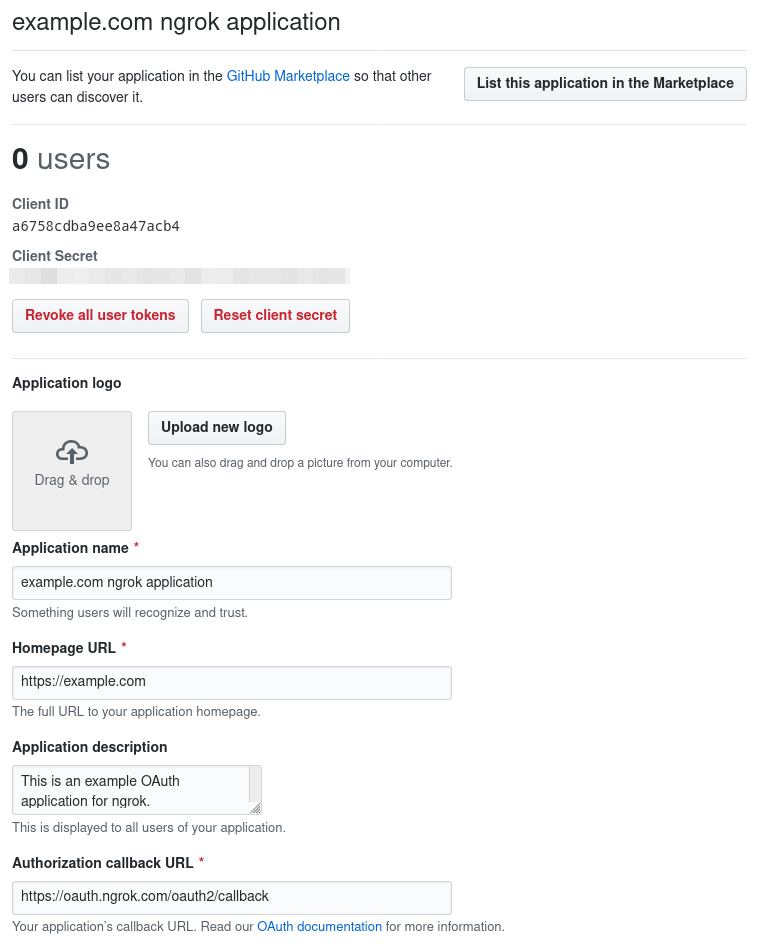 example.com ngrok application
You can list your application in the GitHub Marketplace so that other
users can discover it.
List this application in the Marketplace
0 users
Client ID
a6758cdba9ee8a47acb4
Client Secret
Revoke all user tokens
Reset client secret
Application logo
Drag & drop
Upload new logo
You can also drag and drop a picture from your computer.
Application name *
example.com ngrok application
Something users will recognize and trust.
Homepage URL *
https://example.com
The full URL to your application homepage.
Application description
This is an example OAuth
application for ngrok.
This is displayed to all users of your application.
Authorization callback URL *
https://oauth.ngrok.com/oauth2/callback
Your application's callback URL. Read our OAuth documentation for more information.